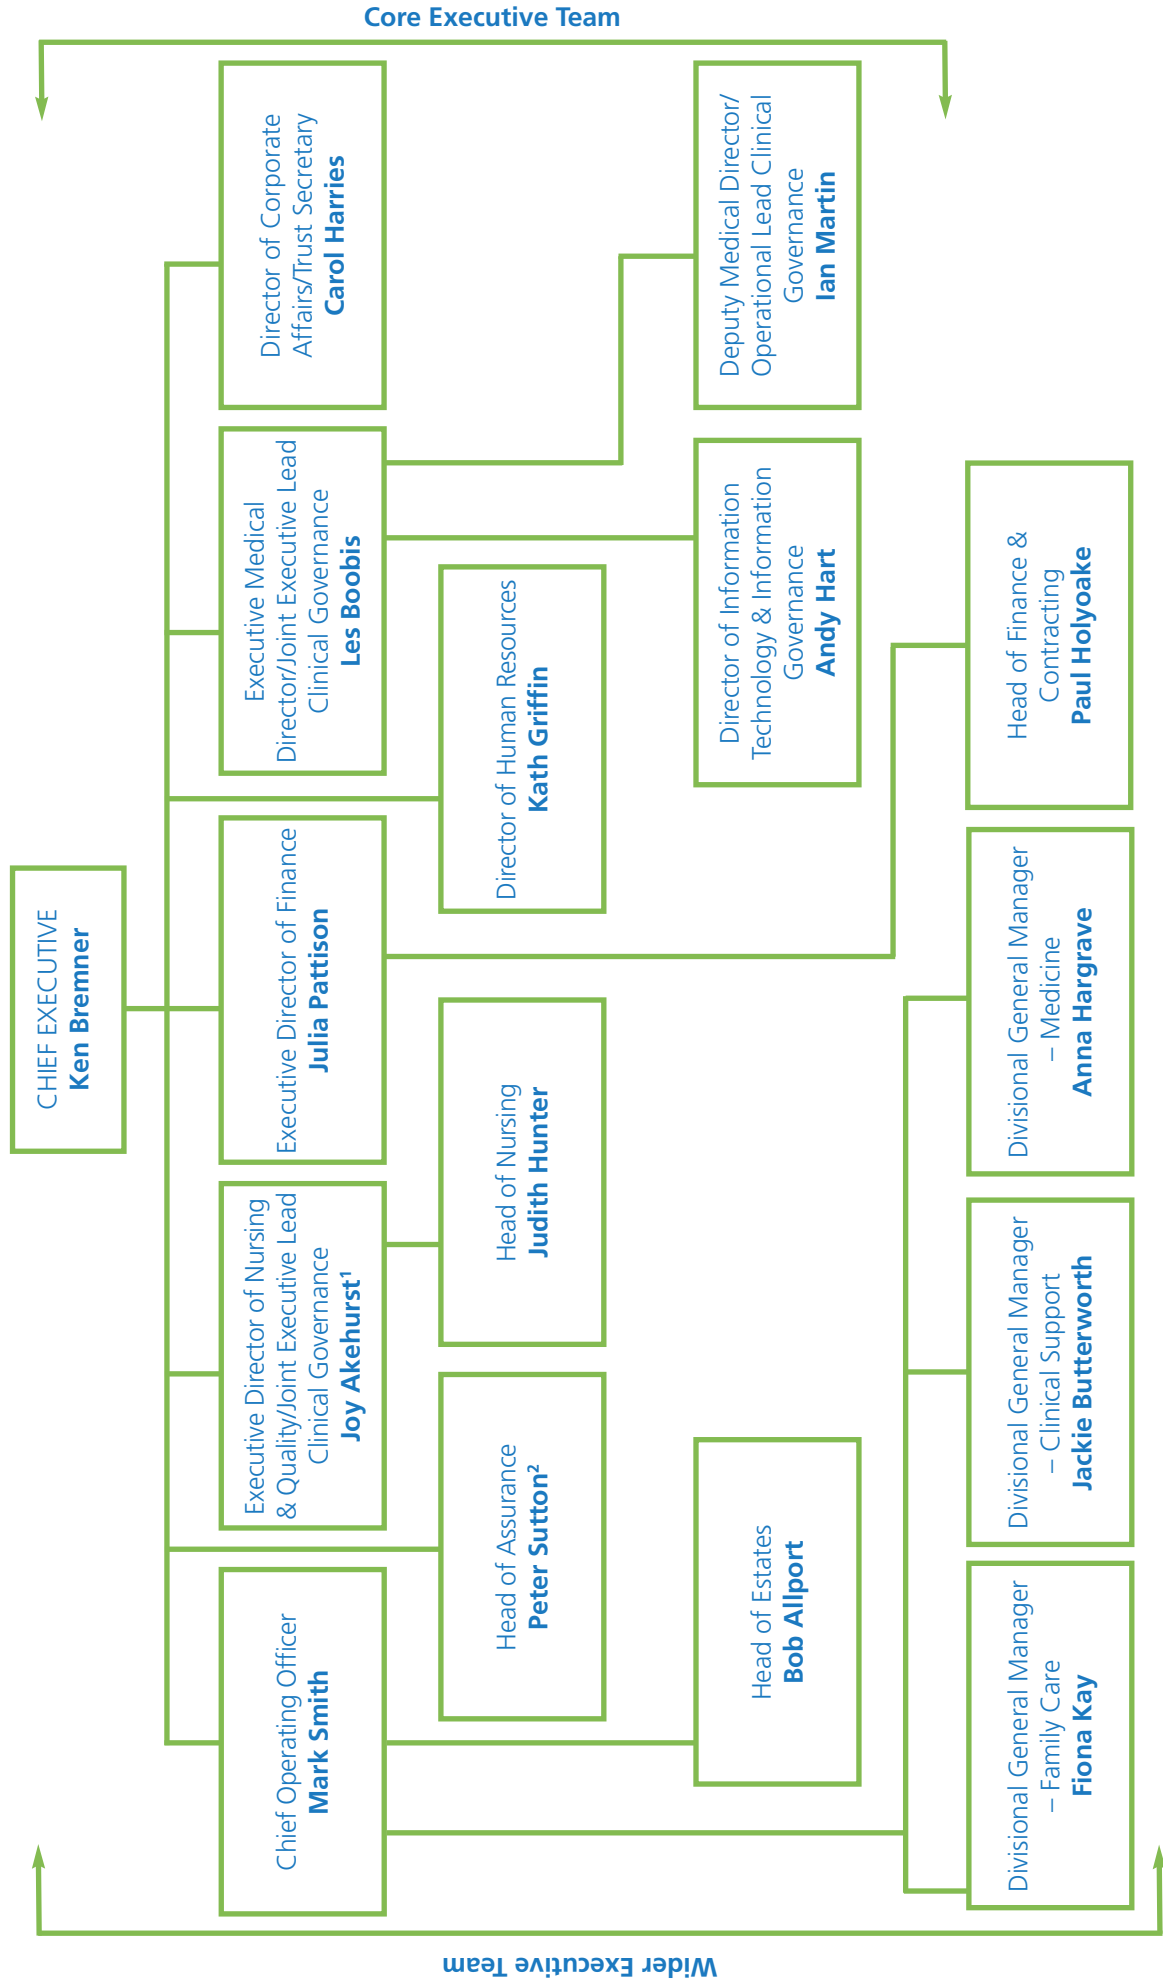 Core Executive Team
CHIEF EXECUTIVE
Ken Bremner
Chief Operating Officer
Mark Smith
Executive Director of Nursing
& Quality/Joint Executive Lead
Clinical Governance
Joy Akehurst¹
Executive Director of Finance
Julia Pattison
Executive Medical
Director/Joint Executive Lead
Clinical Governance
Les Boobis
Director of Corporate
Affairs/Trust Secretary
Carol Harries
Head of Assurance
Peter Sutton²
Head of Nursing
Judith Hunter
Director of Human Resources
Kath Griffin
Head of Estates
Bob Allport
Director of Information
Technology & Information
Governance
Andy Hart
Deputy Medical Director/
Operational Lead Clinical
Governance
Ian Martin
Divisional General Manager
– Family Care
Fiona Kay
Divisional General Manager
– Clinical Support
Jackie Butterworth
Divisional General Manager
– Medicine
Anna Hargrave
Head of Finance &
Contracting
Paul Holyoake
Wider Executive Team